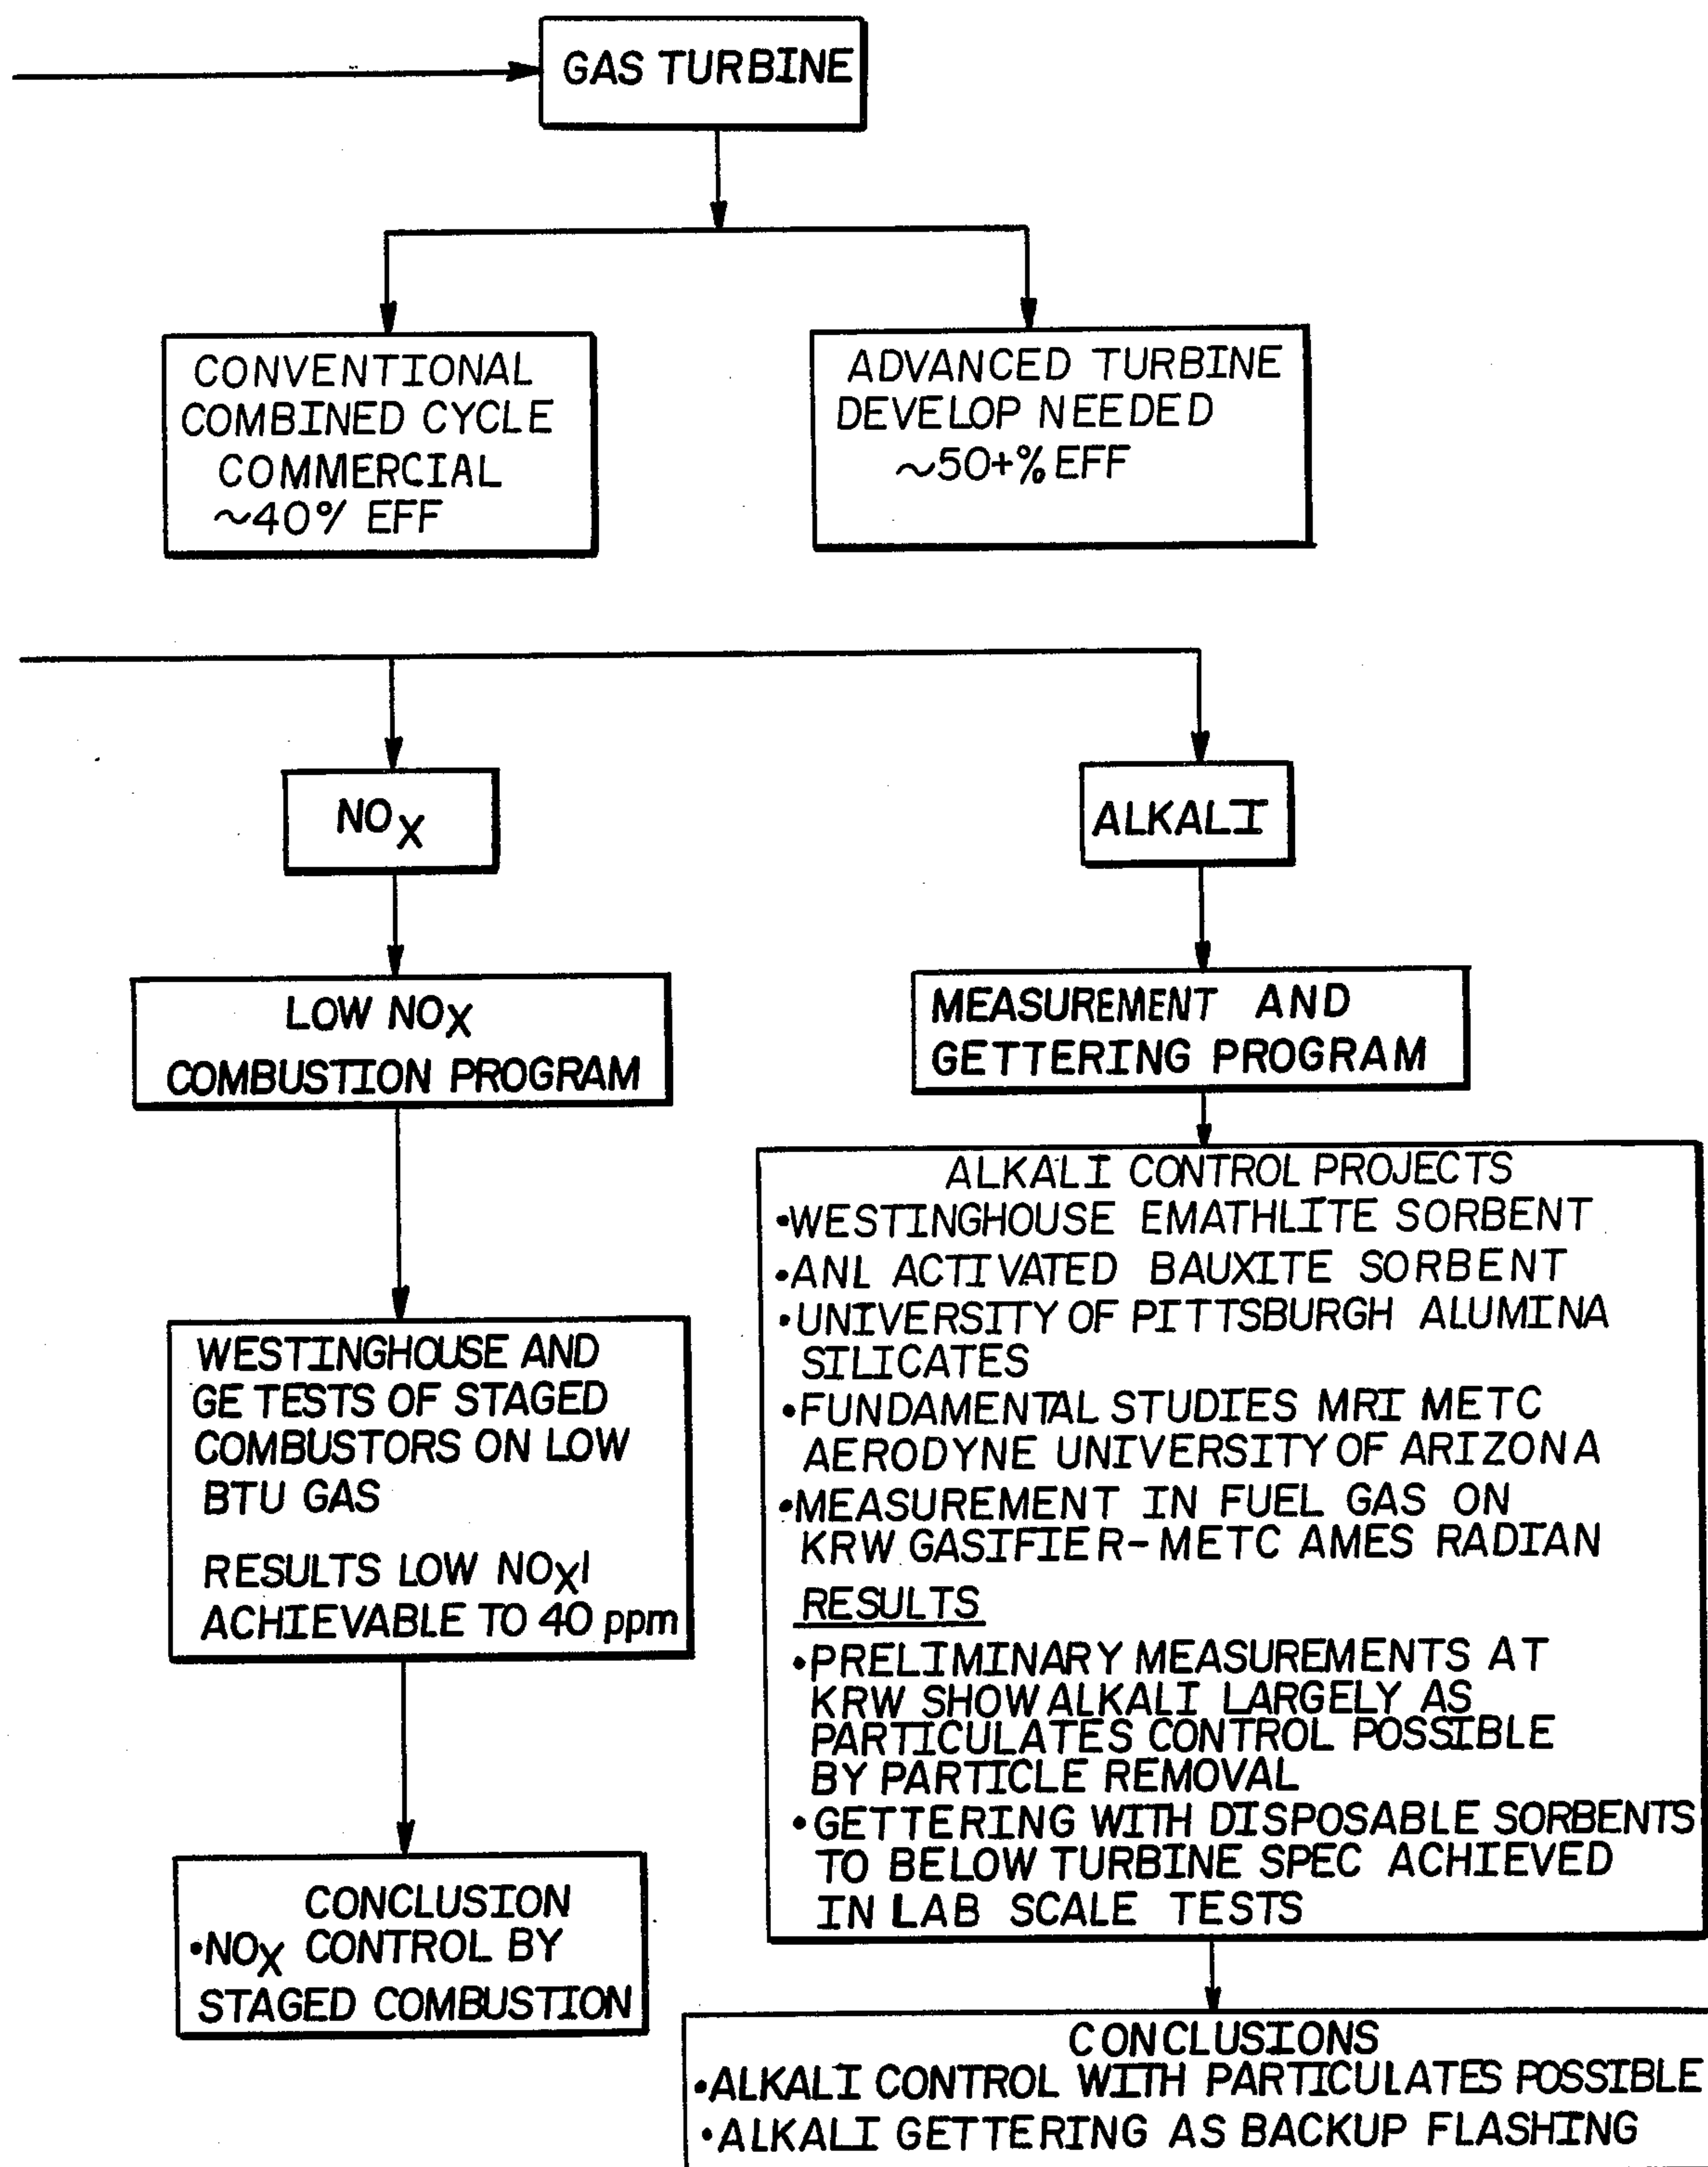 GAS TURBINE
CONVENTIONAL
COMBINED CYCLE
COMMERCIAL
~40% EFF
ADVANCED TURBINE
DEVELOP NEEDED
~50+% EFF
NOX
ALKALI
LOW NOX
COMBUSTION PROGRAM
MEASUREMENT AND
GETTERING PROGRAM
WESTINGHOUSE AND
GE TESTS OF STAGED
COMBUSTORS ON LOW
BTU GAS
RESULTS LOW NOXI
ACHIEVABLE TO 40 ppm
CONCLUSION
•NOX CONTROL BY
STAGED COMBUSTION
ALKALI CONTROL PROJECTS
•WESTINGHOUSE EMATHLITE SORBENT
•ANL ACTIVATED BAUXITE SORBENT
•UNIVERSITY OF PITTSBURGH ALUMINA
SILICATES
•FUNDAMENTAL STUDIES MRI METC
AERODYNE UNIVERSITY OF ARIZONA
•MEASUREMENT IN FUEL GAS ON
KRW GASIFIER-METC AMES RADIAN
RESULTS
•PRELIMINARY MEASUREMENTS AT
KRW SHOW ALKALI LARGELY AS
PARTICULATES CONTROL POSSIBLE
BY PARTICLE REMOVAL
•GETTERING WITH DISPOSABLE SORBENTS
TO BELOW TURBINE SPEC ACHIEVED
IN LAB SCALE TESTS
CONCLUSIONS
•ALKALI CONTROL WITH PARTICULATES POSSIBLE
•ALKALI GETTERING AS BACKUP FLASHING